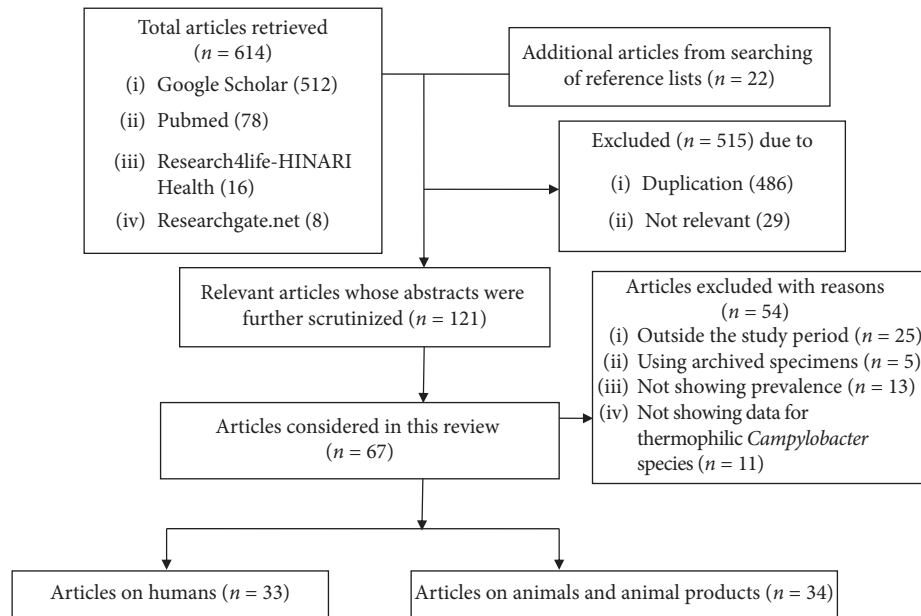 Total articles retrieved
(n = 614)
(i) Google Scholar (512)
(ii) Pubmed (78)
(iii) Research4life-HINARI
Health (16)
(iv) Researchgate.net (8)
Additional articles from searching
of reference lists (n = 22)
Excluded (n = 515) due to
(i) Duplication (486)
(ii) Not relevant (29)
Relevant articles whose abstracts were
further scrutinized (n = 121)
Articles excluded with reasons
(n = 54)
(i) Outside the study period (n = 25)
(ii) Using archived specimens (n = 5)
(iii) Not showing prevalence (n = 13)
(iv) Not showing data for
thermophilic Campylobacter
species (n = 11)
Articles considered in this review
(n = 67)
Articles on humans (n = 33)
Articles on animals and animal products (n = 34)